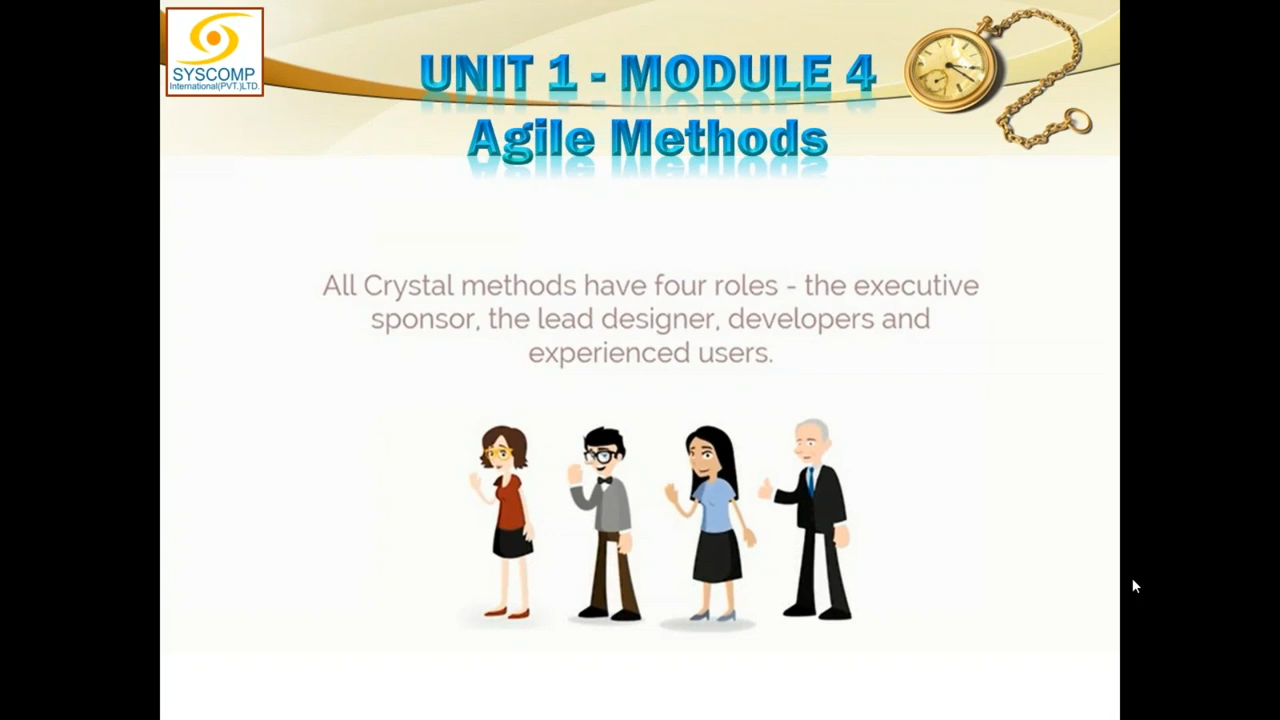 SYSCOMP
International(PVT.)LTD.
UNIT 1 - MODULE 4
Agile Methods
All Crystal methods have four roles - the executive
sponsor, the lead designer, developers and
experienced users.